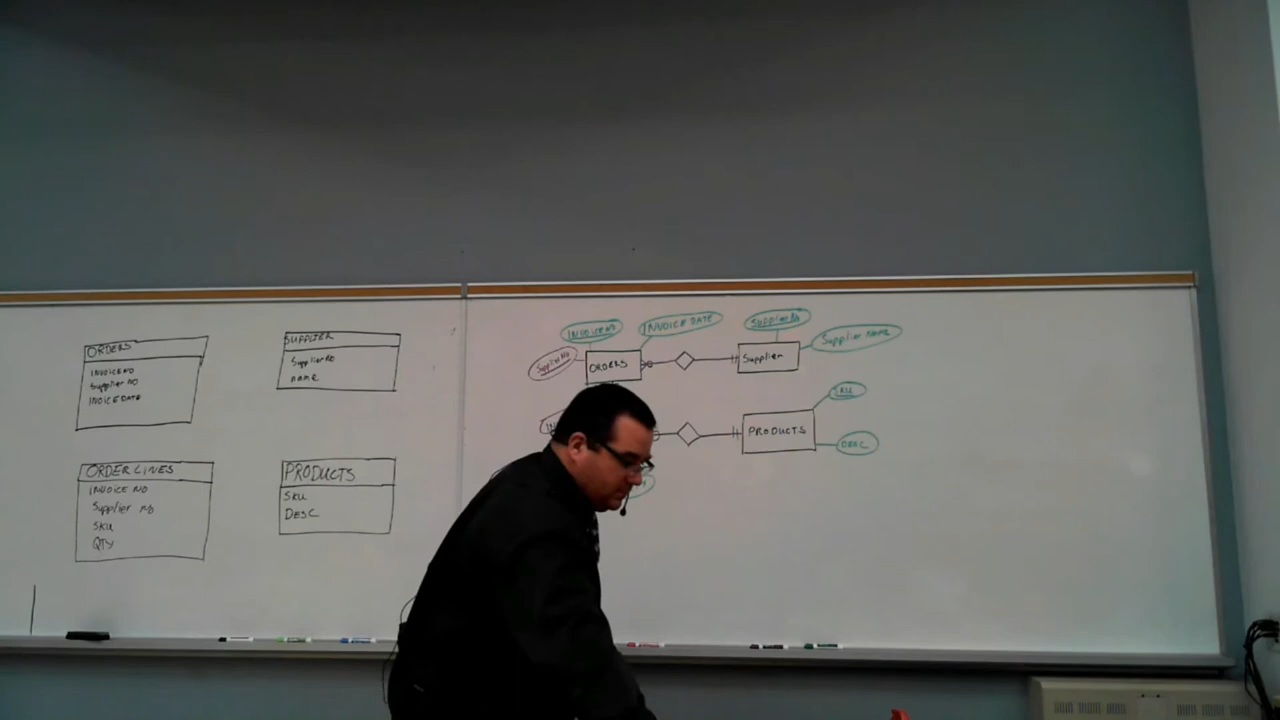 ORDERS
INVOICE NO
Supplier NO
INOICE DATE
SUPPLIER
Supplier No
name
ORDER LINES
INVOICE NO
Supplier No
SKU
QTY
PRODUCTS
SKU
DESC
INVOICE NO
INVOICE DATE
Supplier No
ORDERS
Supplier No
Supplier Name
Supplier
SKU
PRODUCTS
DESC